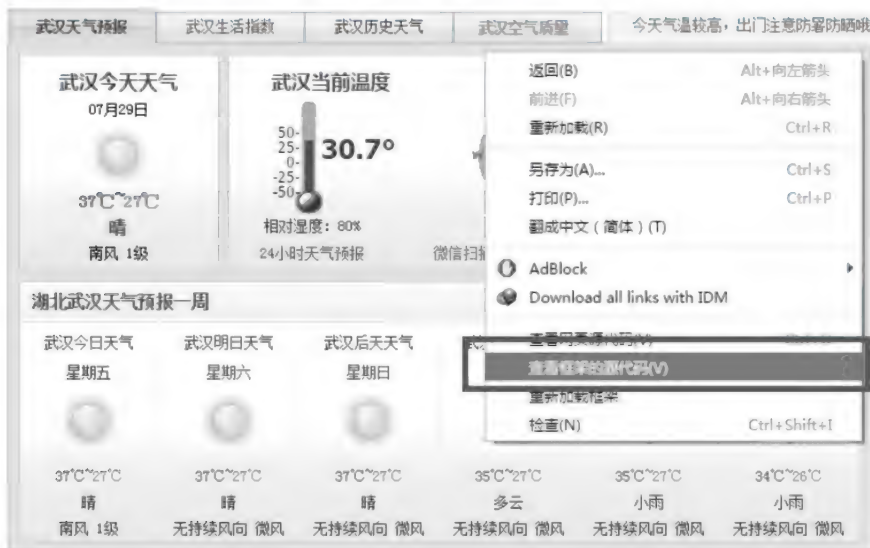 武汉天气预报 武汉生活指数 武汉历史天气 武汉空气质量 今天气温较高，出门注意防署防晒哦
武汉今天天气
07月29日
37℃~27℃
晴
南风 1级
武汉当前温度
50-
25-
0-
-25-
-50-
30.7°
相对湿度：80%
24小时天气预报
微信扫
返回(B) Alt+向左箭头
前进(F) Alt+向右箭头
重新加载(R) Ctrl+R
另存为(A)... Ctrl+S
打印(P)... Ctrl+P
翻成中文（简体）(T)
AdBlock
Download all links with IDM
查看网页源代码(V)
查看框架的源代码(V)
重新加载框架
检查(N) Ctrl+Shift+I
湖北武汉天气预报一周
武汉今日天气 武汉明日天气 武汉后天天气
星期五 星期六 星期日
37℃~27℃ 37℃~27℃ 37℃~27℃ 35℃~27℃ 35℃~27℃ 34℃~26℃
晴 晴 晴 多云 小雨 小雨
南风 1级 无持续风向 微风 无持续风向 微风 无持续风向 微风 无持续风向 微风 无持续风向 微风